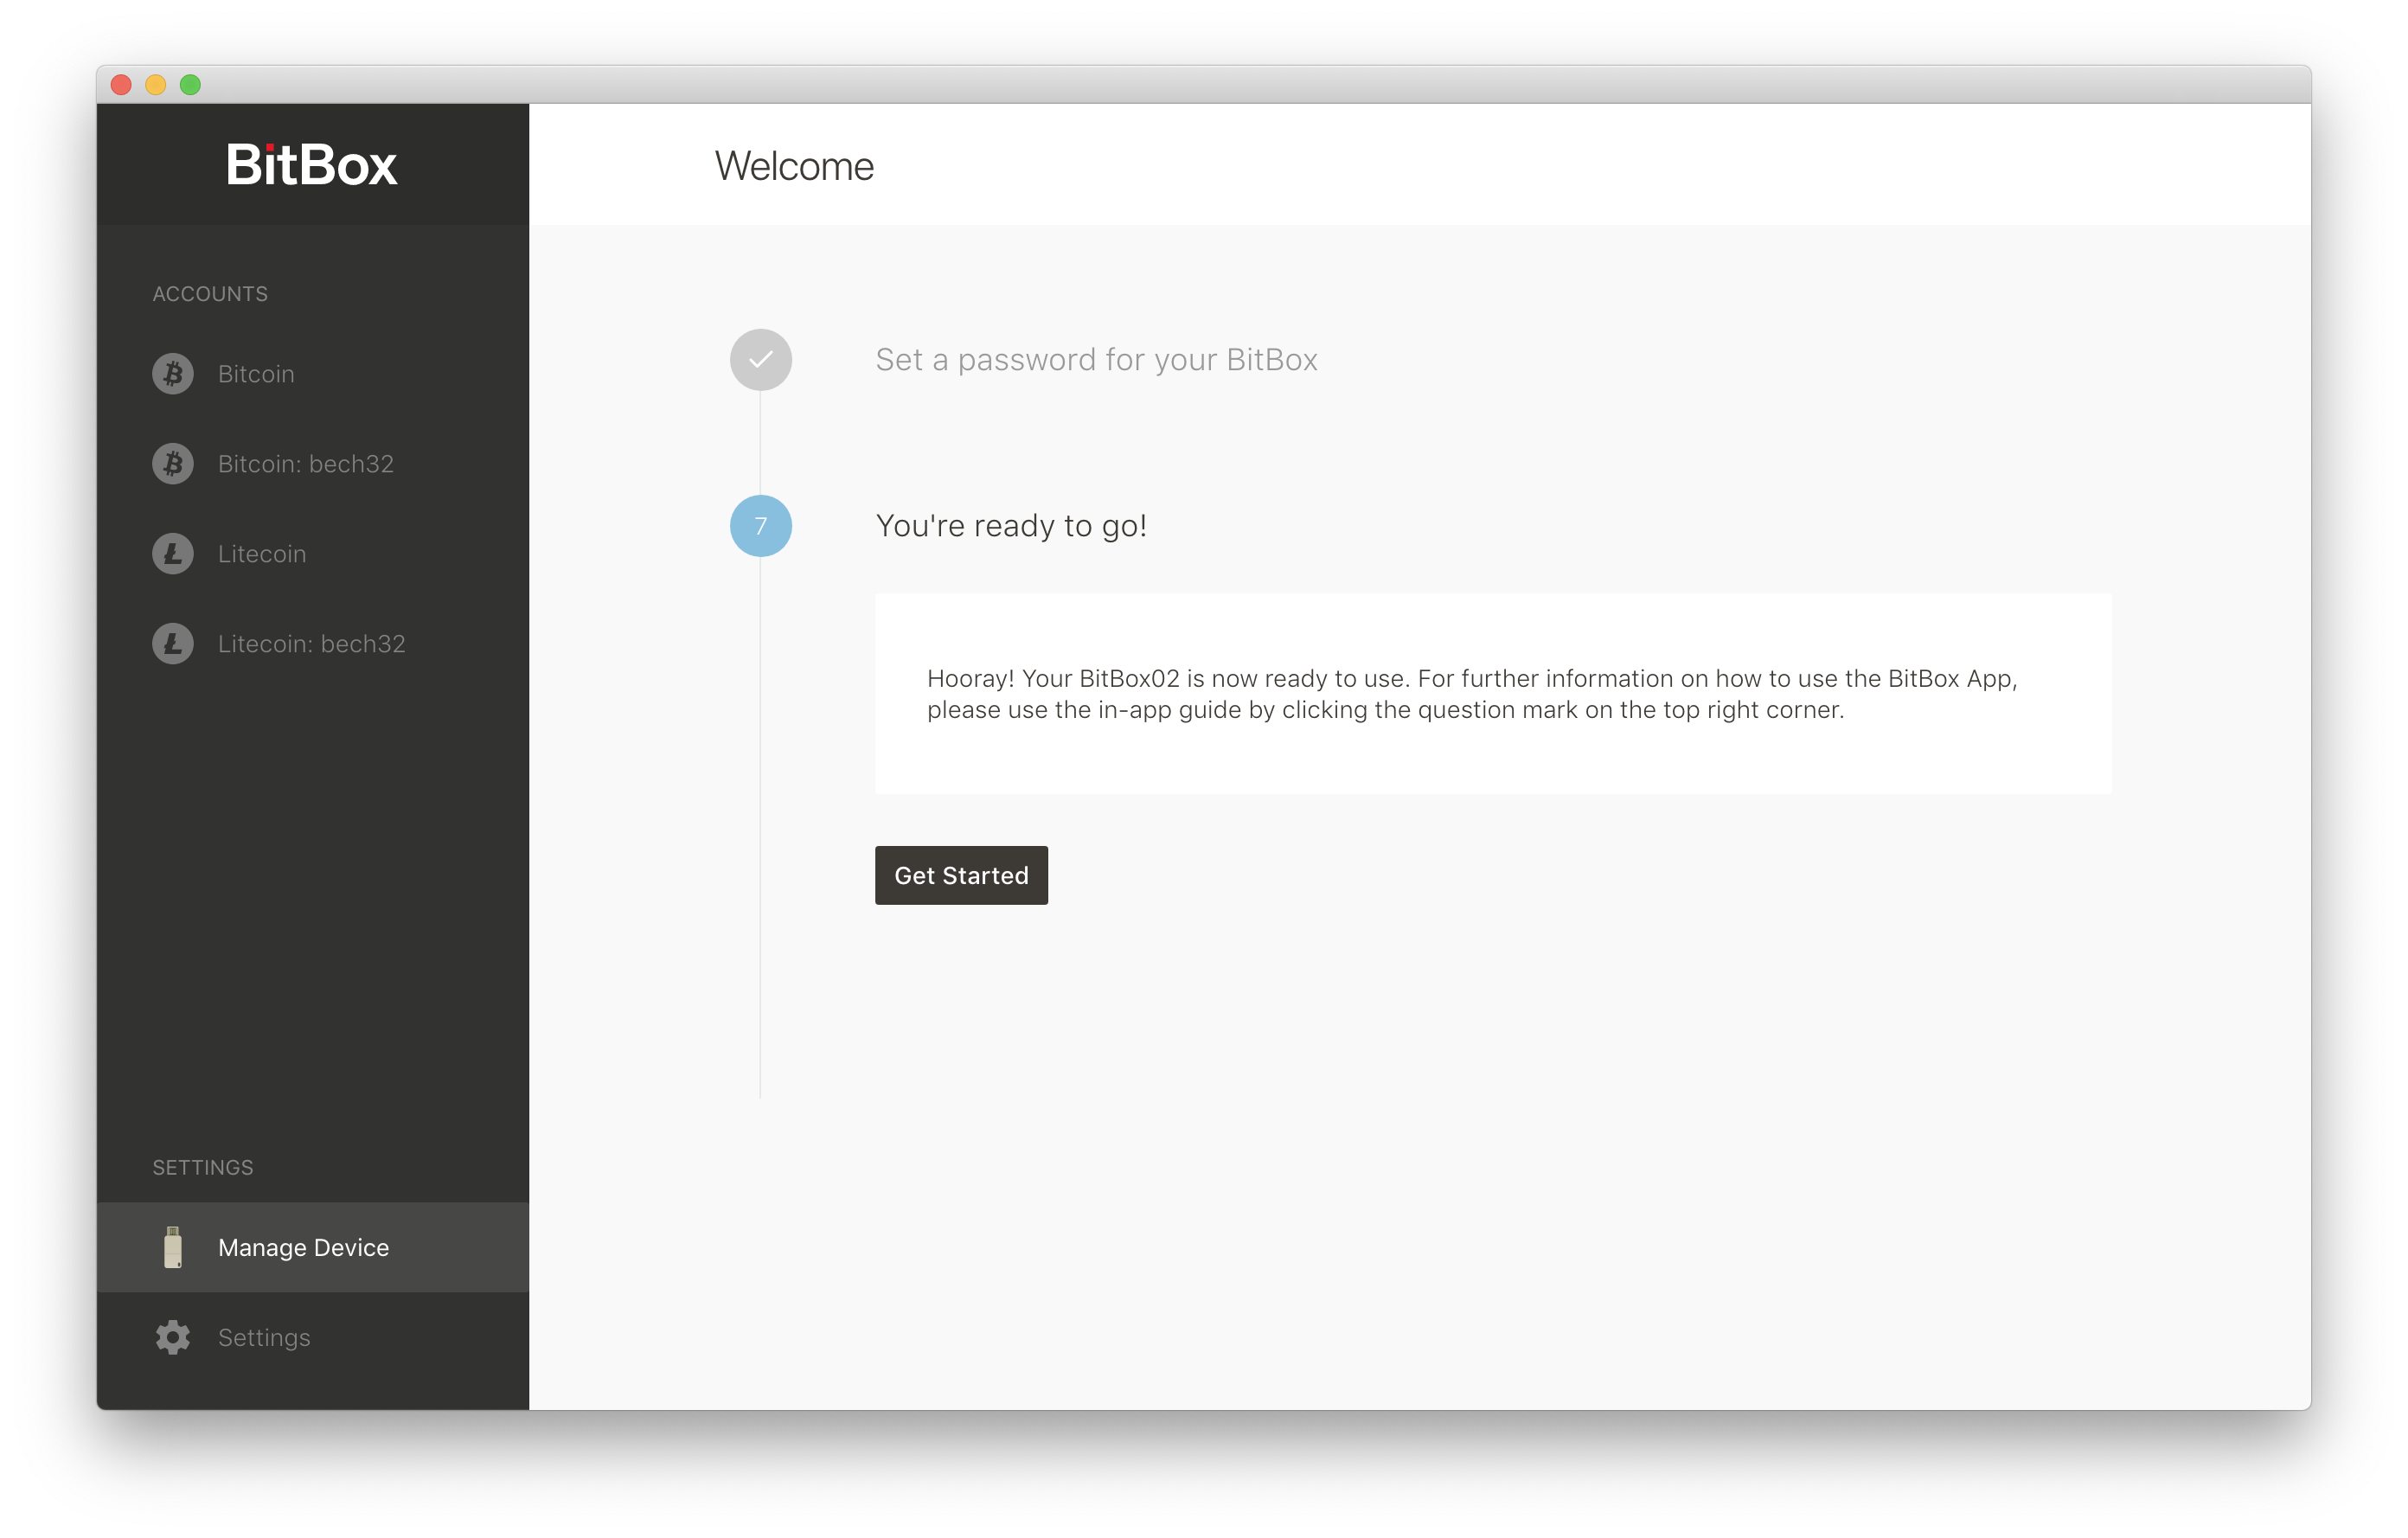 BitBox
Welcome
ACCOUNTS
Bitcoin
Bitcoin: bech32
Litecoin
Litecoin: bech32
SETTINGS
Manage Device
Settings
Set a password for your BitBox
7
You're ready to go!
Hooray! Your BitBox02 is now ready to use. For further information on how to use the BitBox App,
please use the in-app guide by clicking the question mark on the top right corner.
Get Started